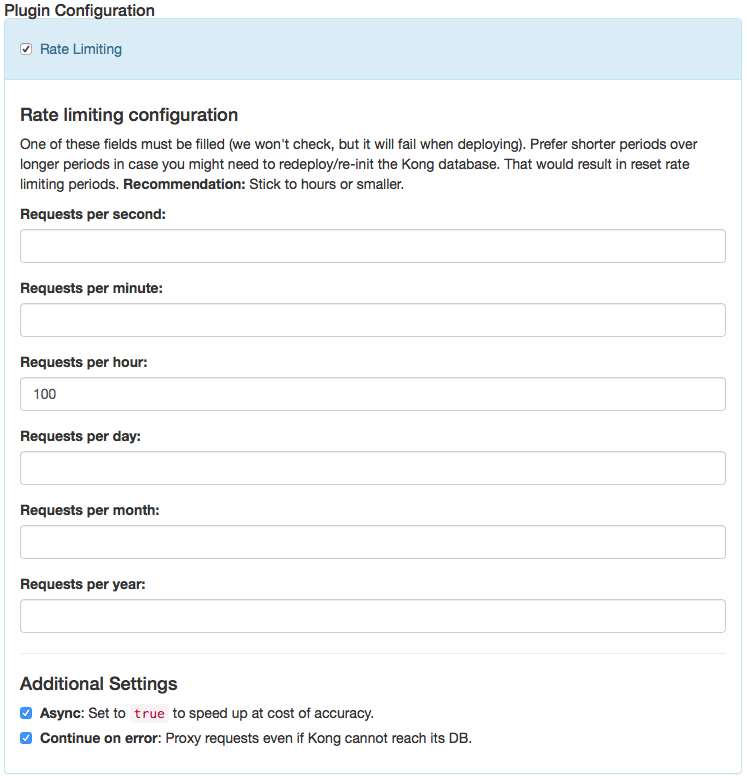 Plugin Configuration
Rate Limiting
Rate limiting configuration
One of these fields must be filled (we won't check, but it will fail when deploying). Prefer shorter periods over
longer periods in case you might need to redeploy/re-init the Kong database. That would result in reset rate
limiting periods. Recommendation: Stick to hours or smaller.
Requests per second:
Requests per minute:
Requests per hour:
100
Requests per day:
Requests per month:
Requests per year:
Additional Settings
Async: Set to true to speed up at cost of accuracy.
Continue on error: Proxy requests even if Kong cannot reach its DB.